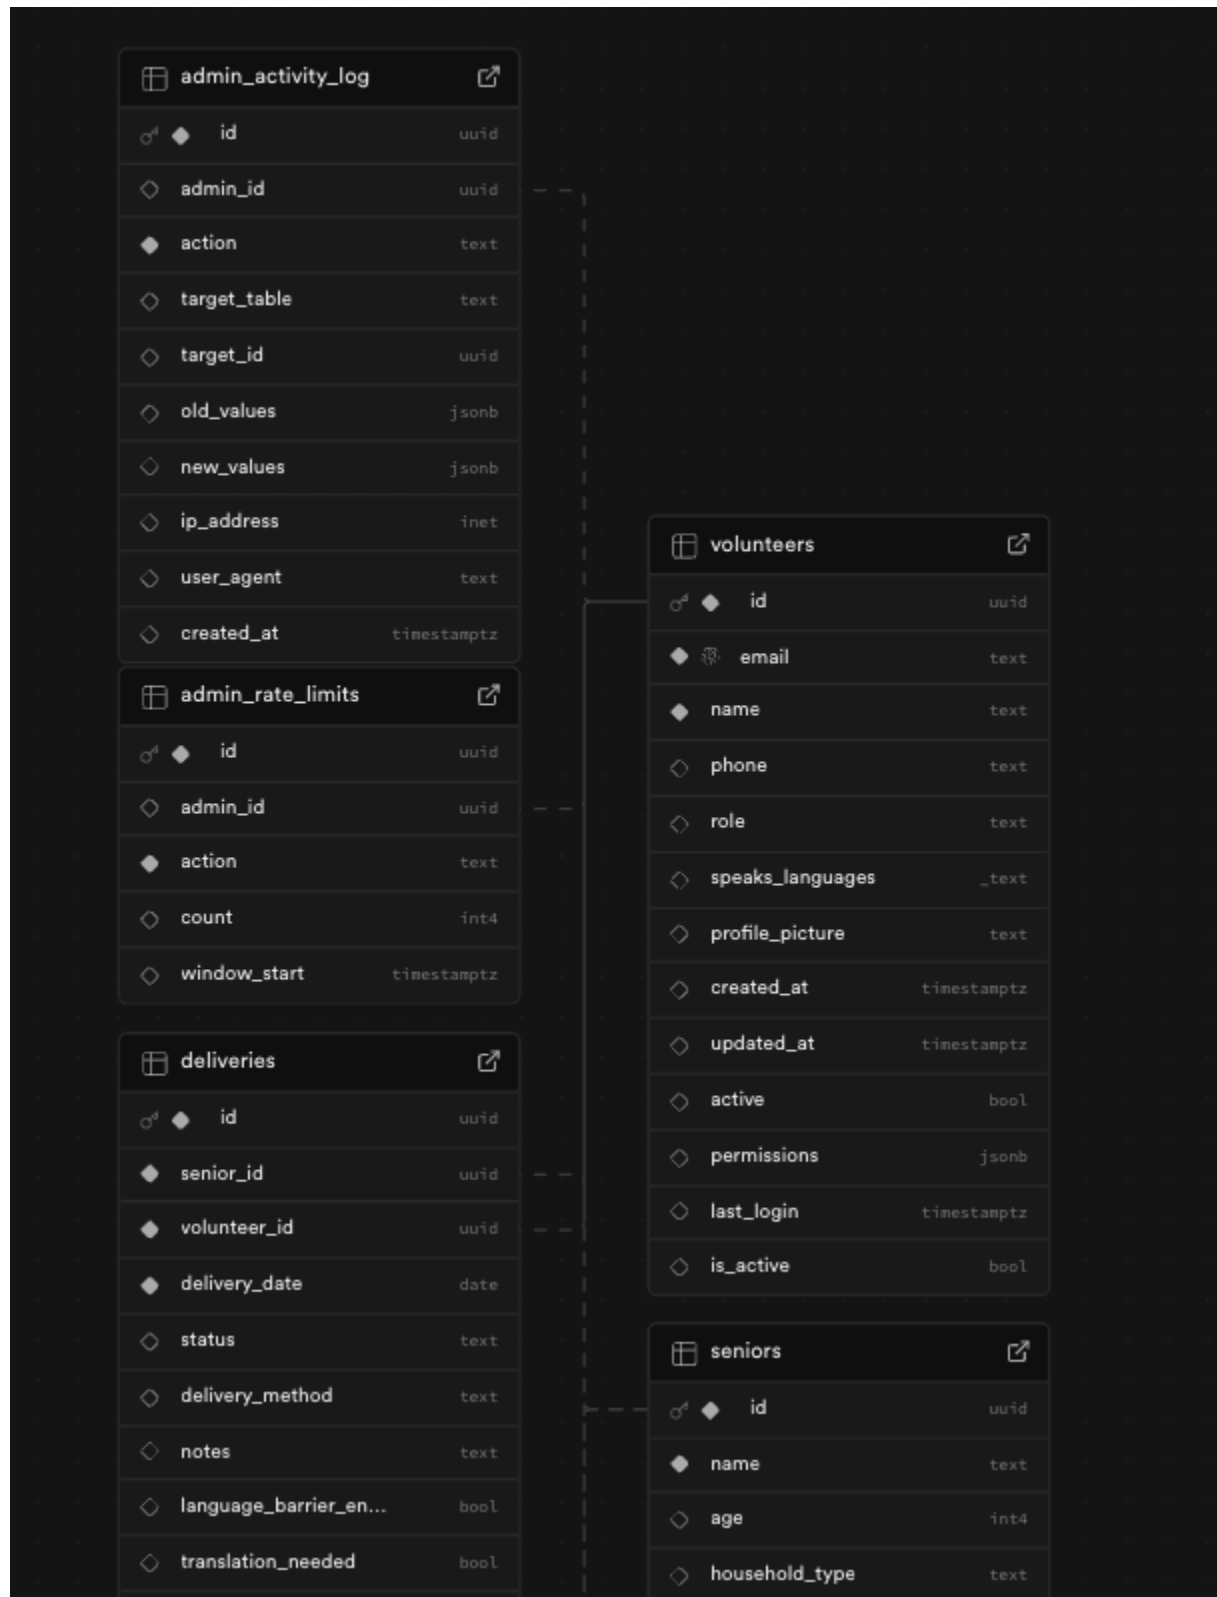 admin_activity_log
id uuid
admin_id uuid
action text
target_table text
target_id uuid
old_values jsonb
new_values jsonb
ip_address inet
user_agent text
created_at timestamptz
admin_rate_limits
id uuid
admin_id uuid
action text
count int4
window_start timestamptz
deliveries
id uuid
senior_id uuid
volunteer_id uuid
delivery_date date
status text
delivery_method text
notes text
language_barrier_en... bool
translation_needed bool
volunteers
id uuid
email text
name text
phone text
role text
speaks_languages _text
profile_picture text
created_at timestamptz
updated_at timestamptz
active bool
permissions jsonb
last_login timestamptz
is_active bool
seniors
id uuid
name text
age int4
household_type text